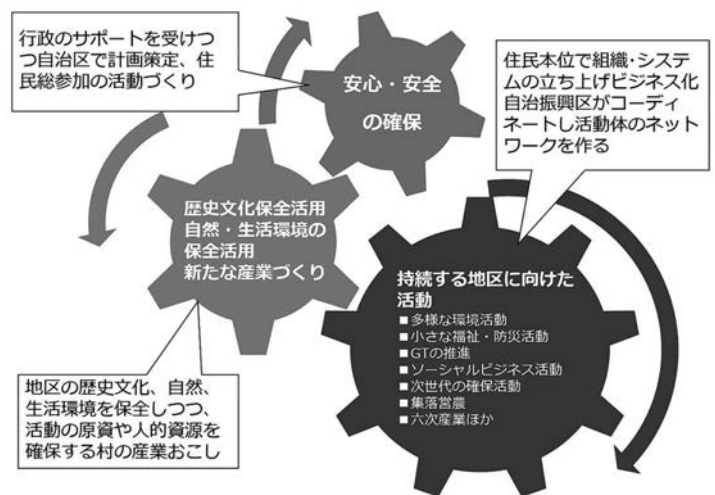 行政のサポートを受けつ
つ自治区で計画策定、住
民総参加の活動づくり
安心・安全
の確保
住民本位で組織・システ
ムの立ち上げビジネス化
自治振興区がコーディ
ネートし活動体のネット
ワークを作る
歴史文化保全活用
自然・生活環境の
保全活用
新たな産業づくり
持続する地区に向けた
活動
■多様な環境活動
■小さな福祉・防災活動
■GTの推進
■ソーシャルビジネス活動
■次世代の確保活動
■集落営農
■六次産業ほか
地区の歴史文化、自然、
生活環境を保全しつつ、
活動の原資や人的資源を
確保する村の産業おこし